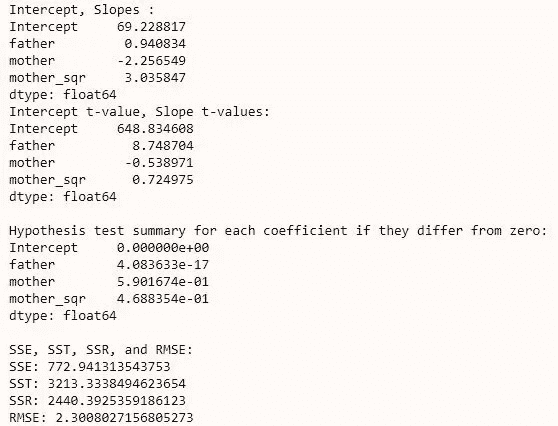 Intercept, Slopes :
Intercept 69.228817
father 0.940834
mother -2.256549
mother_sqr 3.035847
dtype: float64
Intercept t-value, Slope t-values:
Intercept 648.834608
father 8.748704
mother -0.538971
mother_sqr 0.724975
dtype: float64
Hypothesis test summary for each coefficient if they differ from zero:
Intercept 0.000000e+00
father 4.083633e-17
mother 5.901674e-01
mother_sqr 4.688354e-01
dtype: float64
SSE, SST, SSR, and RMSE:
SSE: 772.941313543753
SST: 3213.3338494623654
SSR: 2440.3925359186123
RMSE: 2.3008027156805273